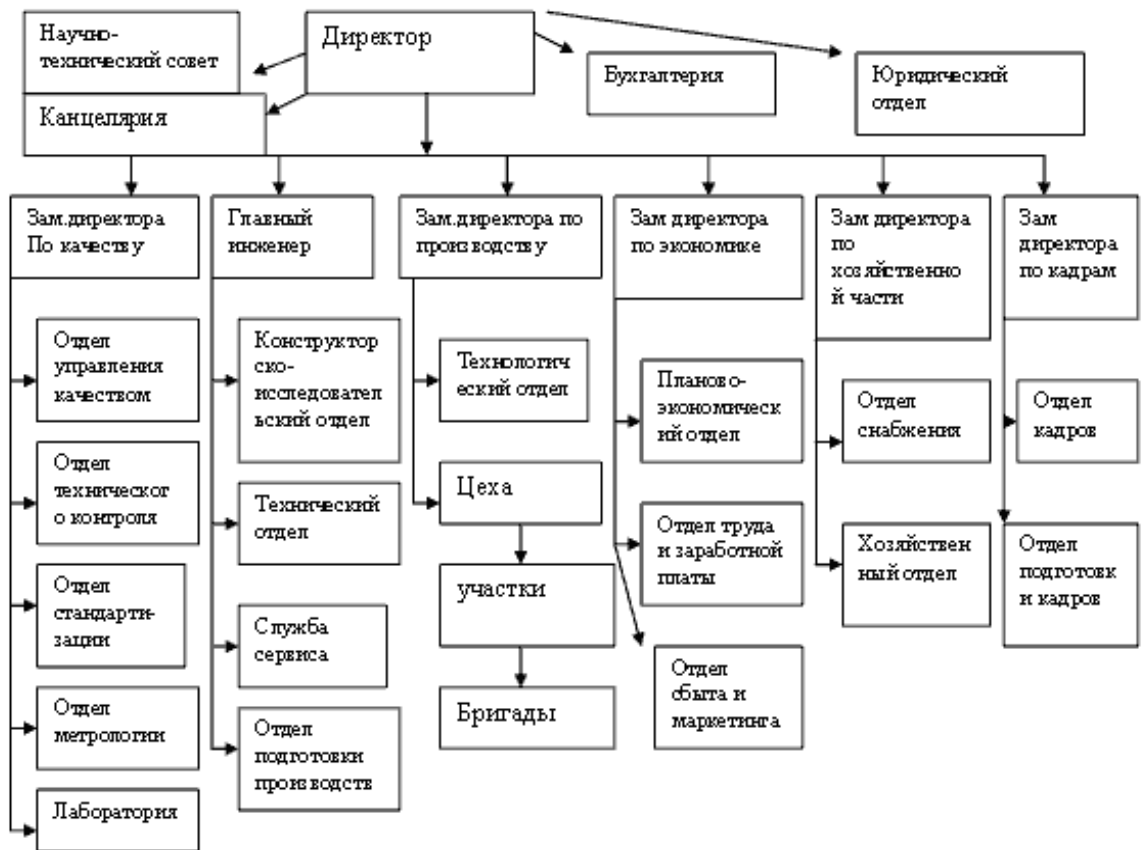 Научно-
технический совет
Директор
Бухгалтерия
Юридический
отдел
Канцелярия
Зам.директора
По качеству
Главный
инженер
Зам.директора по
производству
Зам директора
по экономике
Зам директора
по
хозяйственно
й части
Зам
директора
по кадрам
Отдел
управления
качеством
Отдел
техническог
о контроля
Отдел
стандарти-
зации
Отдел
метрологии
Лаборатория
Конструктор
ско-
исследовател
ьский отдел
Технический
отдел
Служба
сервиса
Отдел
подготовки
производств
Технологич
еский отдел
Цеха
участки
Бригады
Планово-
экономическ
ий отдел
Отдел труда
и заработной
платы
Отдел
сбыта и
маркетинга
Отдел
снабжения
Хозяйствен
ный отдел
Отдел
кадров
Отдел
подготовк
и кадров